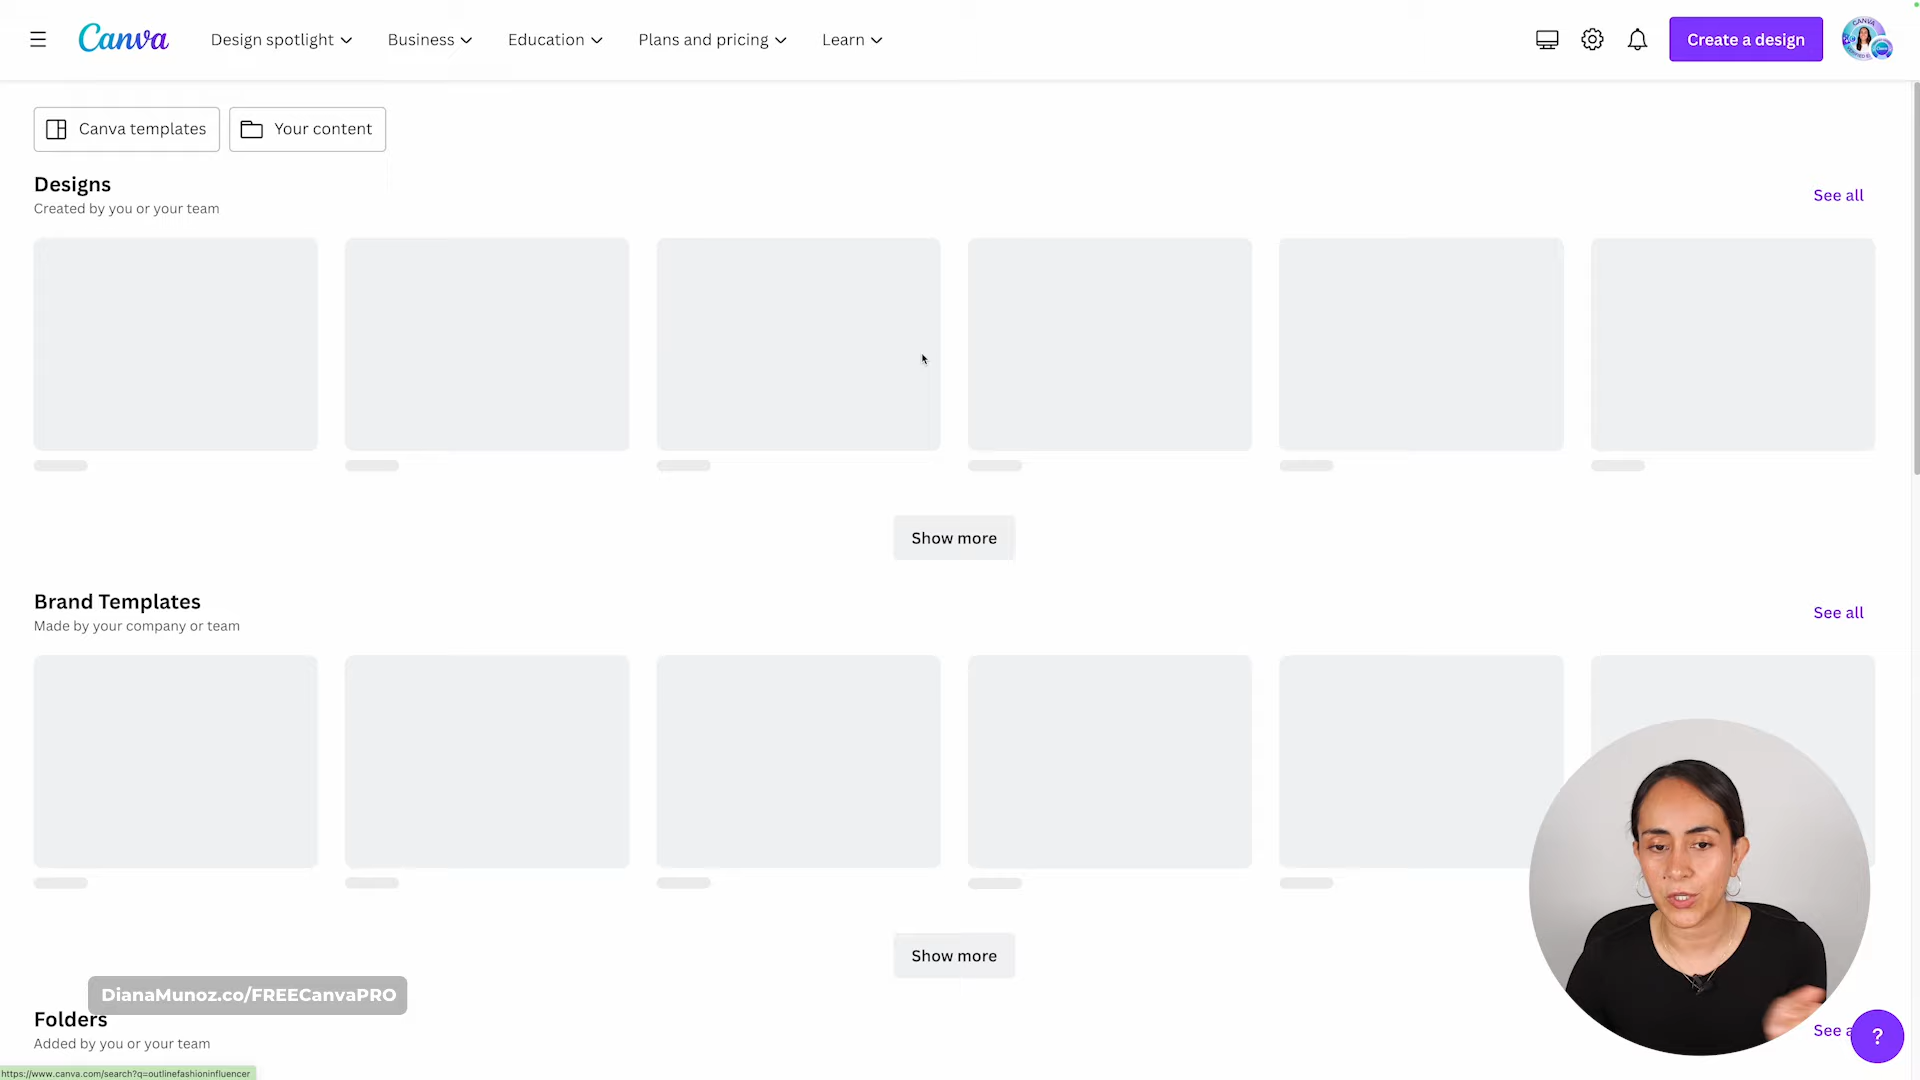 Canva
Design spotlight
Business
Education
Plans and pricing
Learn
Create a design
Canva templates
Your content
Designs
See all
Created by you or your team
Show more
Brand Templates
See all
Made by your company or team
Show more
DianaMunoz.co/FREECanvaPRO
Folders
See a
?
Added by you or your team
https://www.canva.com/search?q=outlinefashioninfluencer